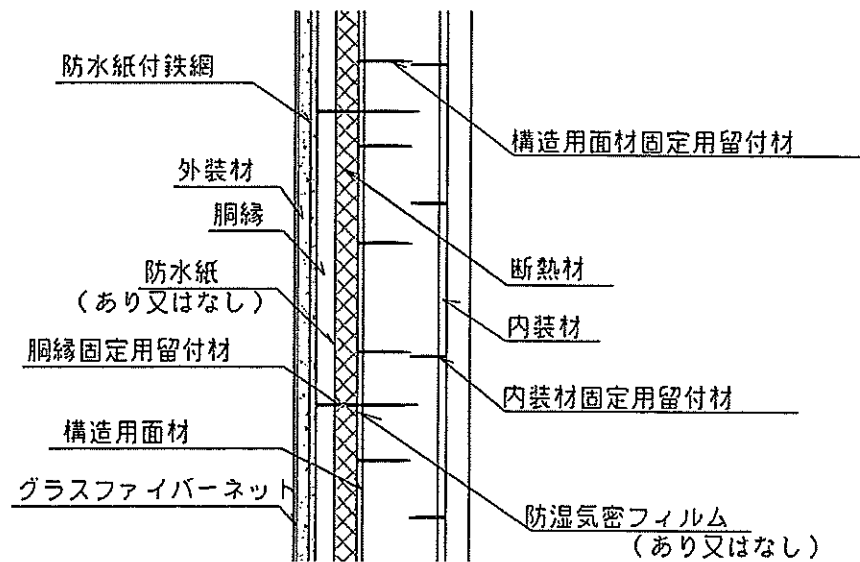 防水紙付鉄網
構造用面材固定用留付材
外装材
胴縁
断熱材
防水紙
(あり又はなし)
内装材
胴縁固定用留付材
内装材固定用留付材
構造用面材
グラスファイバーネット
防湿気密フィルム
(あり又はなし)